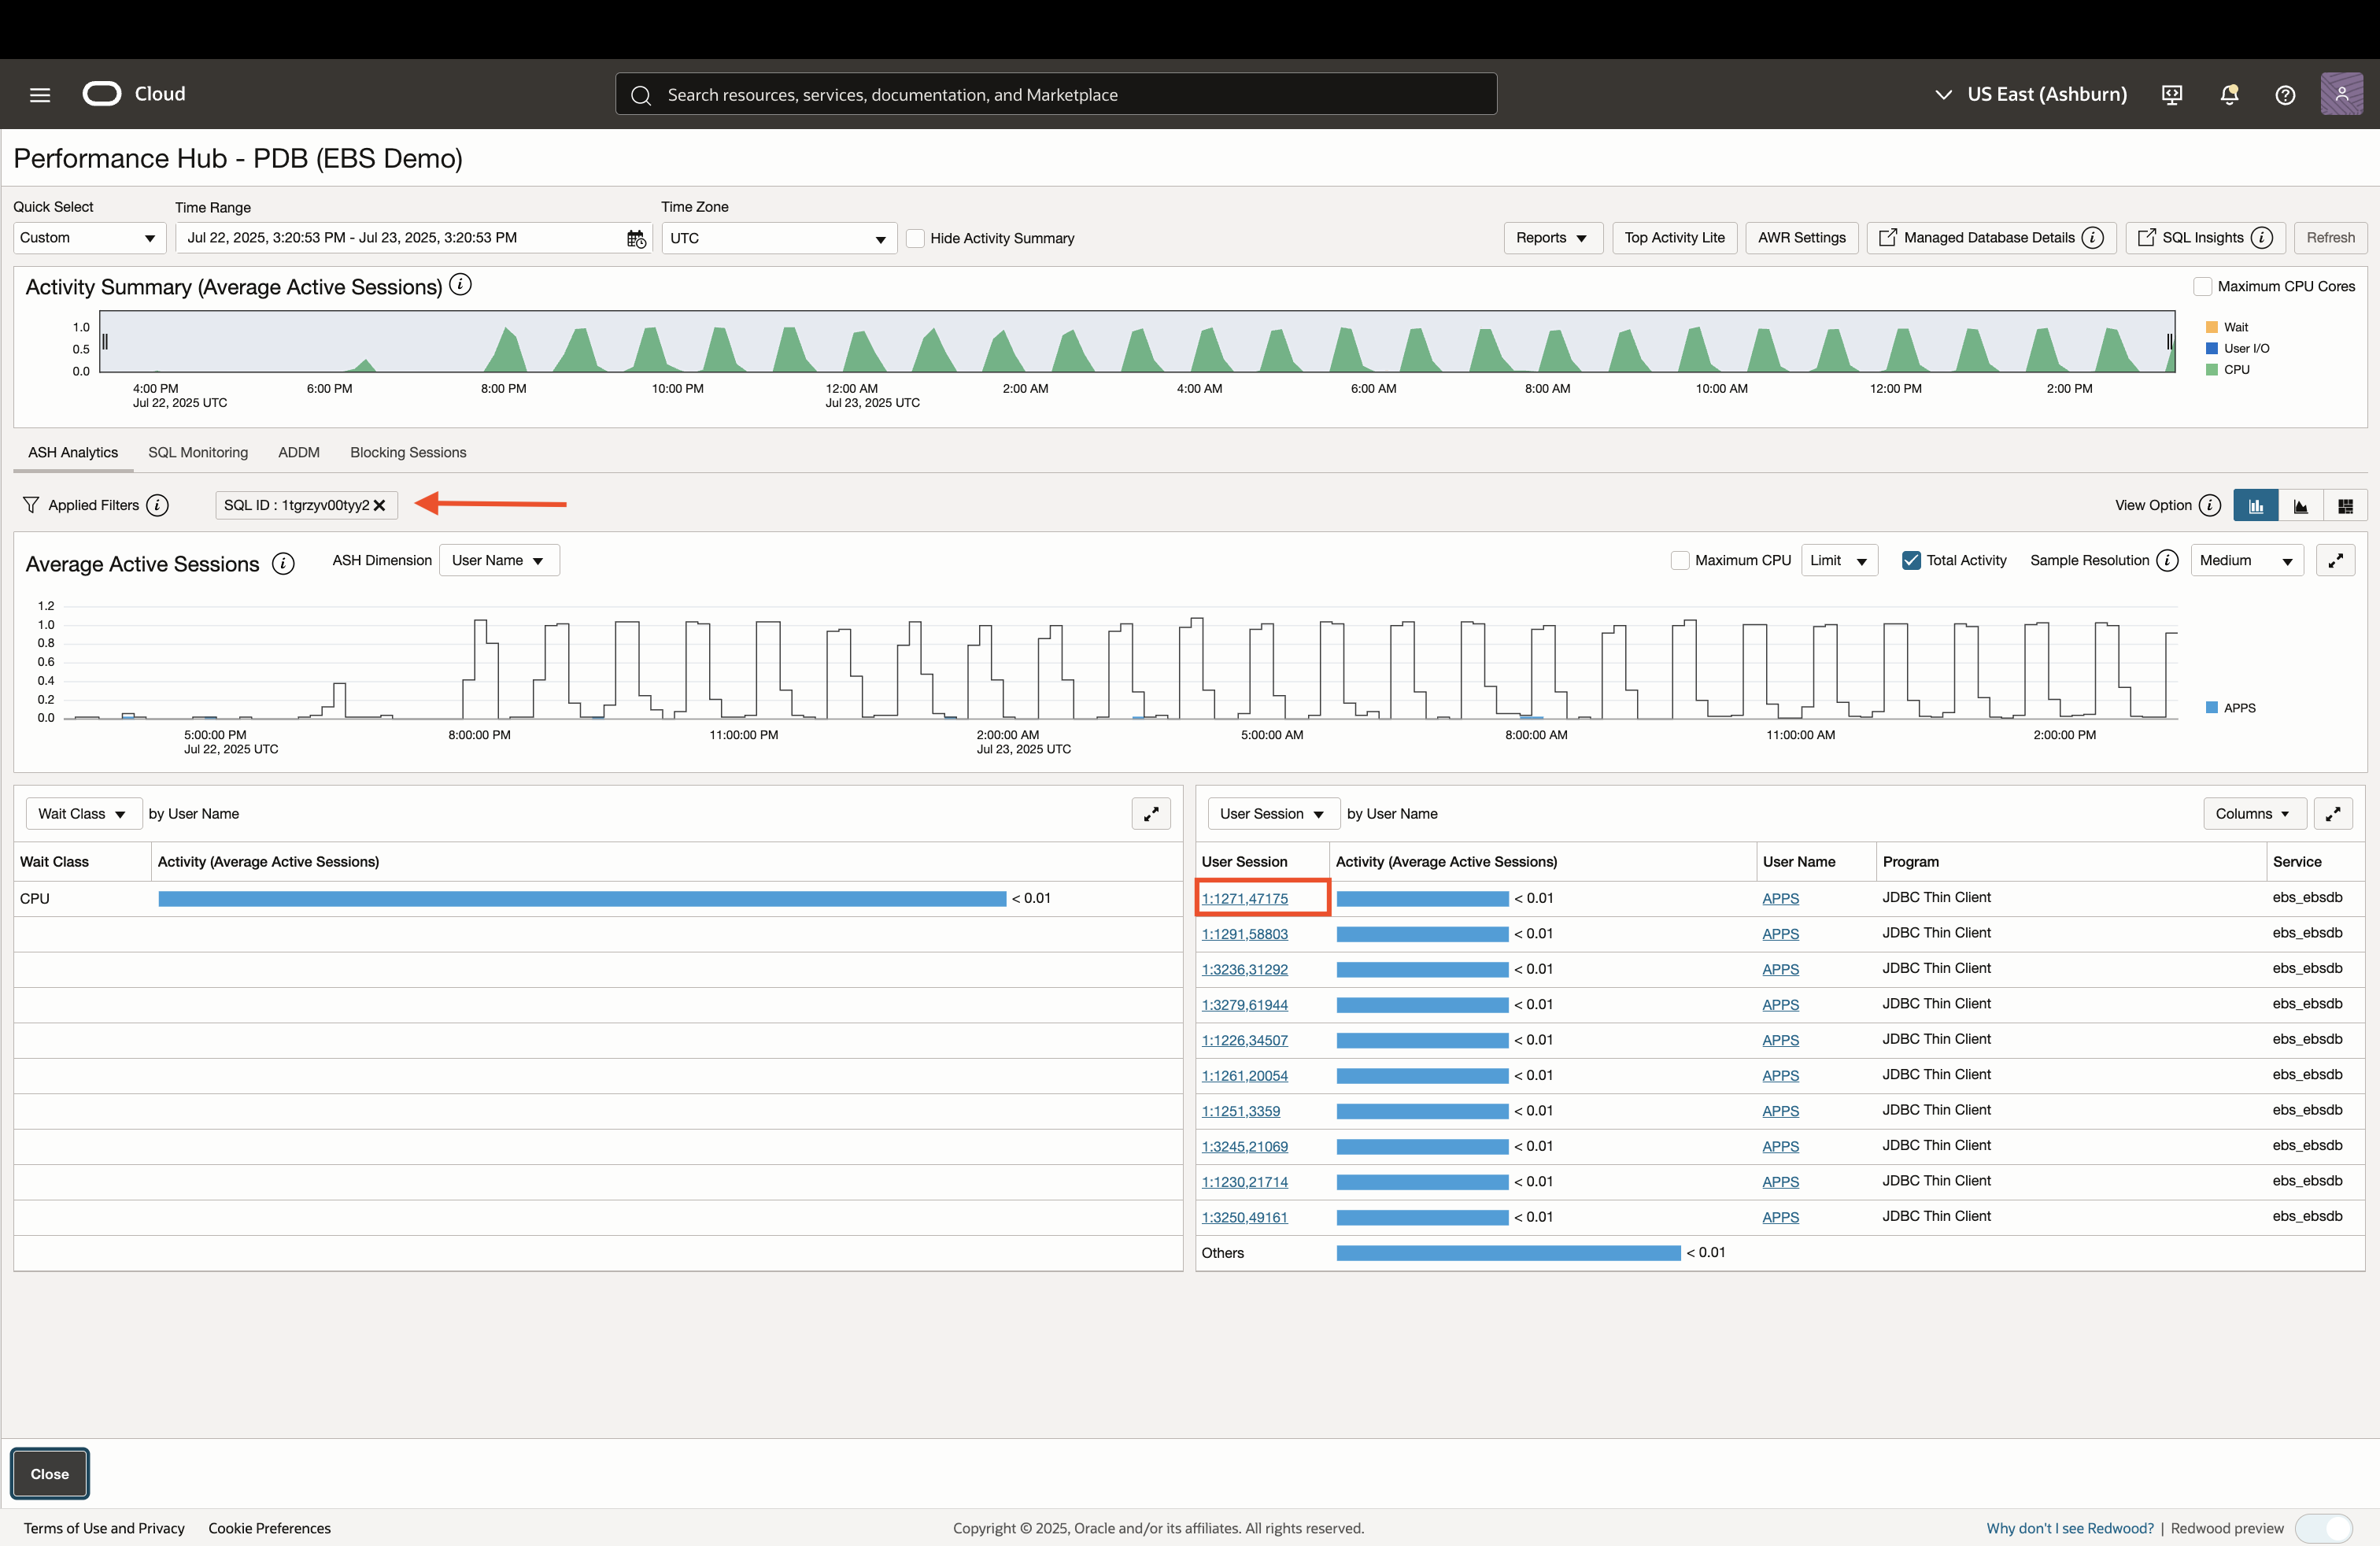 Cloud
Search resources, services, documentation, and Marketplace
US East (Ashburn)
Performance Hub - PDB (EBS Demo)
Quick Select
Time Range
Time Zone
Custom
Jul 22, 2025, 3:20:53 PM - Jul 23, 2025, 3:20:53 PM
UTC
Hide Activity Summary
Reports
Top Activity Lite
AWR Settings
Managed Database Details
SQL Insights
Refresh
Activity Summary (Average Active Sessions)
Maximum CPU Cores
1.0
0.5
0.0
4:00 PM
Jul 22, 2025 UTC
6:00 PM
8:00 PM
10:00 PM
12:00 AM
Jul 23, 2025 UTC
2:00 AM
4:00 AM
6:00 AM
8:00 AM
10:00 AM
12:00 PM
2:00 PM
Wait
User I/O
CPU
ASH Analytics
SQL Monitoring
ADDM
Blocking Sessions
Applied Filters
SQL ID : 1tgrzyv00tyy2
View Option
Average Active Sessions
ASH Dimension
User Name
Maximum CPU
Limit
Total Activity
Sample Resolution
Medium
1.2
1.0
0.8
0.6
0.4
0.2
0.0
5:00:00 PM
Jul 22, 2025 UTC
8:00:00 PM
11:00:00 PM
2:00:00 AM
Jul 23, 2025 UTC
5:00:00 AM
8:00:00 AM
11:00:00 AM
2:00:00 PM
APPS
Wait Class by User Name
Wait Class Activity (Average Active Sessions)
CPU < 0.01
User Session by User Name
Columns
User Session Activity (Average Active Sessions) User Name Program Service
1:1271,47175 < 0.01 APPS JDBC Thin Client ebs_ebsdb
1:1291,58803 < 0.01 APPS JDBC Thin Client ebs_ebsdb
1:3236,31292 < 0.01 APPS JDBC Thin Client ebs_ebsdb
1:3279,61944 < 0.01 APPS JDBC Thin Client ebs_ebsdb
1:1226,34507 < 0.01 APPS JDBC Thin Client ebs_ebsdb
1:1261,20054 < 0.01 APPS JDBC Thin Client ebs_ebsdb
1:1251,3359 < 0.01 APPS JDBC Thin Client ebs_ebsdb
1:3245,21069 < 0.01 APPS JDBC Thin Client ebs_ebsdb
1:1230,21714 < 0.01 APPS JDBC Thin Client ebs_ebsdb
1:3250,49161 < 0.01 APPS JDBC Thin Client ebs_ebsdb
Others < 0.01
Close
Terms of Use and Privacy
Cookie Preferences
Copyright © 2025, Oracle and/or its affiliates. All rights reserved.
Why don't I see Redwood? | Redwood preview